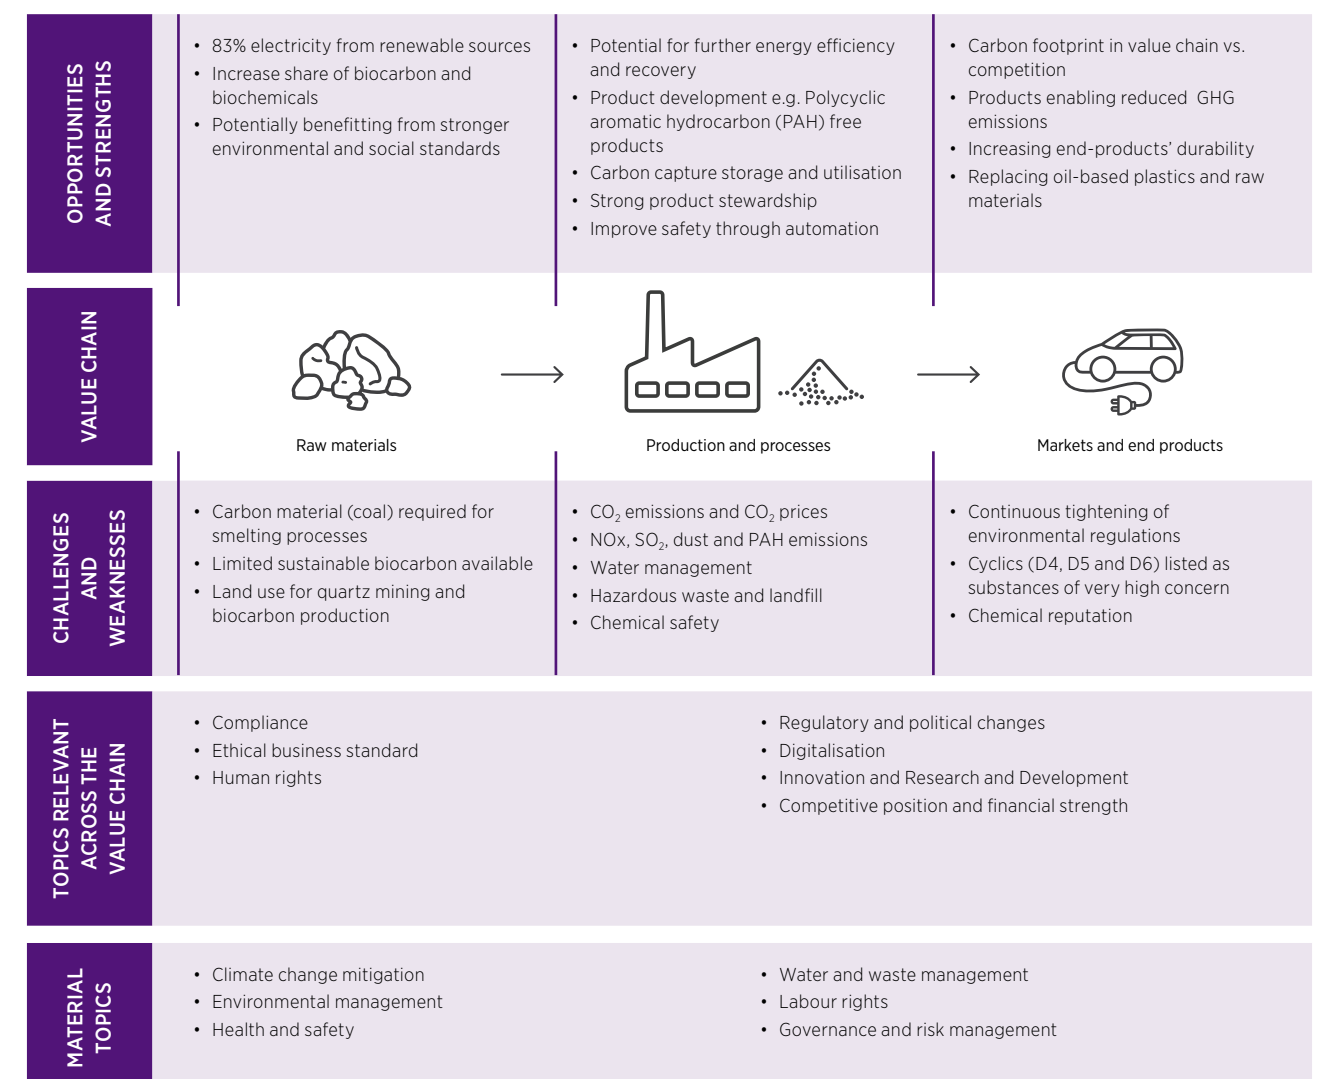 OPPORTUNITIES
AND STRENGTHS
• 83% electricity from renewable sources
• Increase share of biocarbon and
biochemicals
• Potentially benefitting from stronger
environmental and social standards
• Potential for further energy efficiency
and recovery
• Product development e.g. Polycyclic
aromatic hydrocarbon (PAH) free
products
• Carbon capture storage and utilisation
• Strong product stewardship
• Improve safety through automation
• Carbon footprint in value chain vs.
competition
• Products enabling reduced GHG
emissions
• Increasing end-products’ durability
• Replacing oil-based plastics and raw
materials
VALUE CHAIN
Raw materials
Production and processes
Markets and end products
CHALLENGES
AND
WEAKNESSES
• Carbon material (coal) required for
smelting processes
• Limited sustainable biocarbon available
• Land use for quartz mining and
biocarbon production
• CO₂ emissions and CO₂ prices
• NOx, SO₂, dust and PAH emissions
• Water management
• Hazardous waste and landfill
• Chemical safety
• Continuous tightening of
environmental regulations
• Cyclics (D4, D5 and D6) listed as
substances of very high concern
• Chemical reputation
TOPICS RELEVANT
ACROSS THE
VALUE CHAIN
• Compliance
• Ethical business standard
• Human rights
• Regulatory and political changes
• Digitalisation
• Innovation and Research and Development
• Competitive position and financial strength
MATERIAL
TOPICS
• Climate change mitigation
• Environmental management
• Health and safety
• Water and waste management
• Labour rights
• Governance and risk management